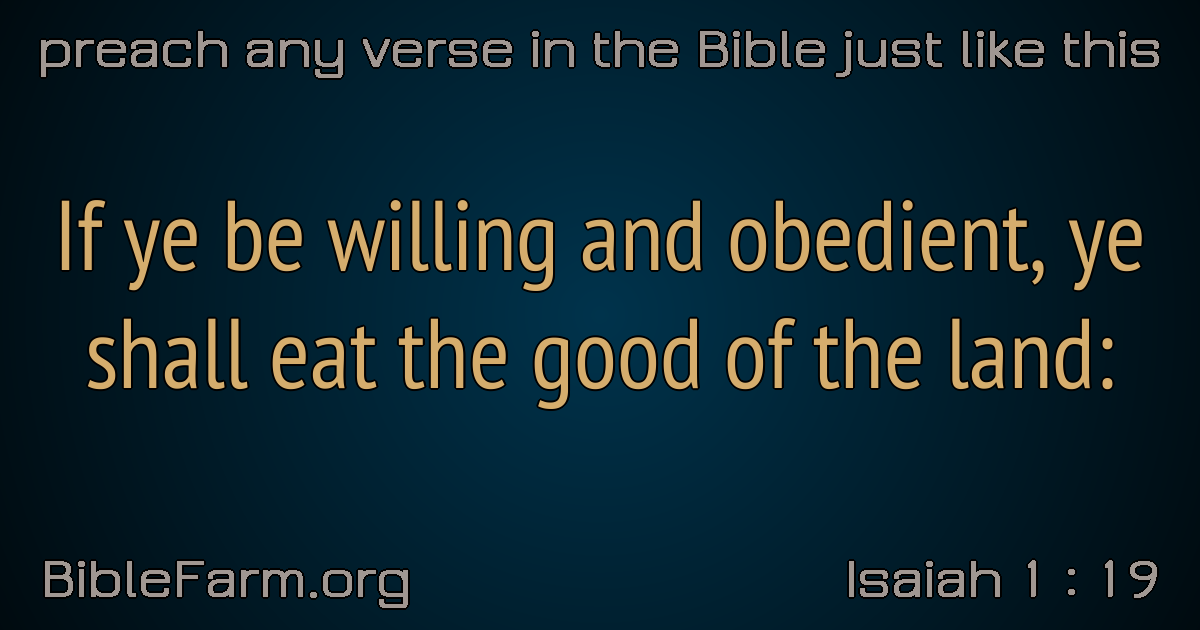 preach any verse in the Bible just like this
If ye be willing and obedient, ye
shall eat the good of the land:
BibleFarm.org
Isaiah 1 : 19